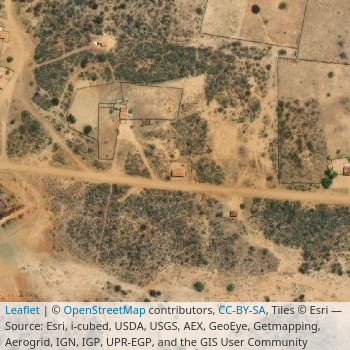 Leaflet | © OpenStreetMap contributors, CC-BY-SA, Tiles © Esri —
Source: Esri, i-cubed, USDA, USGS, AEX, GeoEye, Getmapping,
Aerogrid, IGN, IGP, UPR-EGP, and the GIS User Community